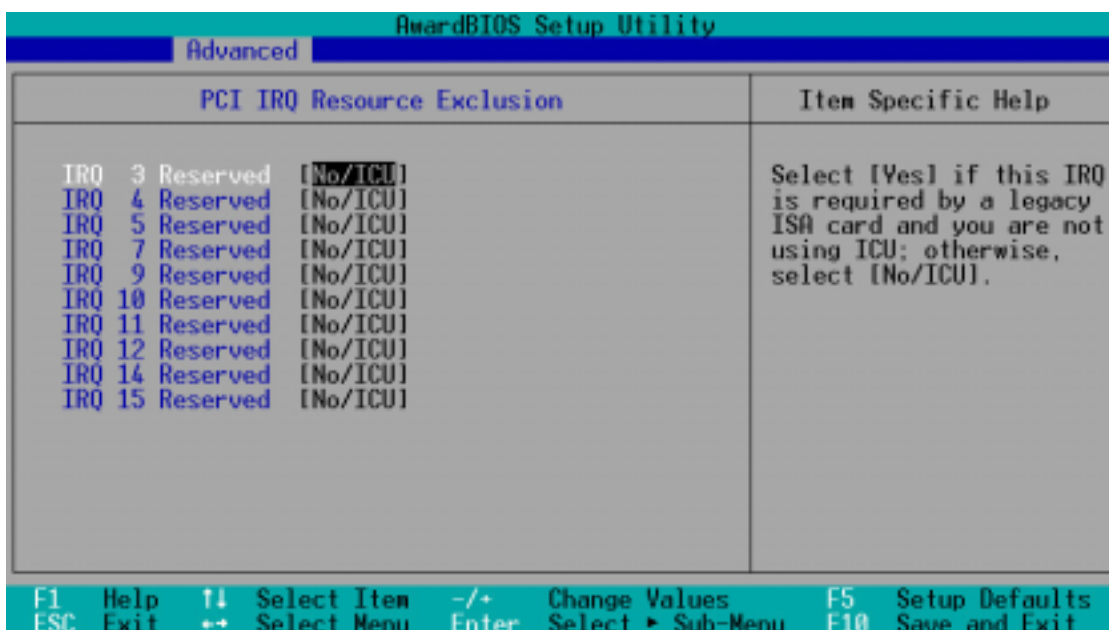 AwardBIOS Setup Utility
Advanced
PCI IRQ Resource Exclusion
Item Specific Help
IRQ 3 Reserved [No/ICU]
IRQ 4 Reserved [No/ICU]
IRQ 5 Reserved [No/ICU]
IRQ 7 Reserved [No/ICU]
IRQ 9 Reserved [No/ICU]
IRQ 10 Reserved [No/ICU]
IRQ 11 Reserved [No/ICU]
IRQ 12 Reserved [No/ICU]
IRQ 14 Reserved [No/ICU]
IRQ 15 Reserved [No/ICU]
Select [Yes] if this IRQ
is required by a legacy
ISA card and you are not
using ICU; otherwise,
select [No/ICU].
F1 Help ↑↓ Select Item -/+ Change Values F5 Setup Defaults
ESC Exit ←→ Select Menu Enter Select ► Sub-Menu F10 Save and Exit